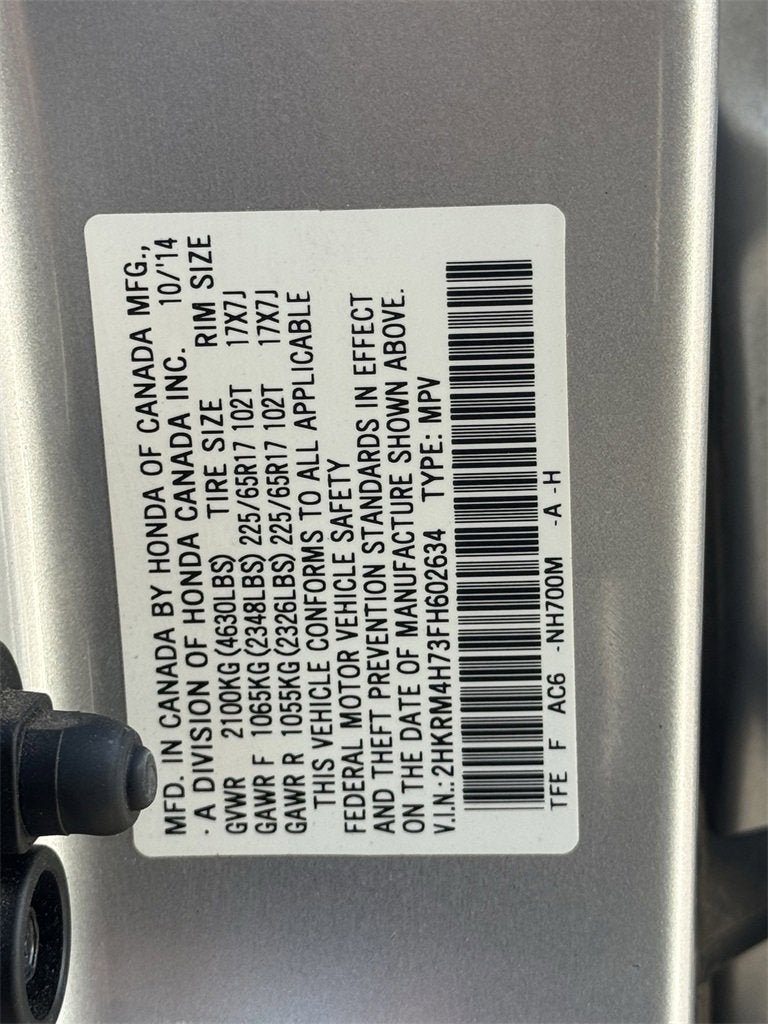 MFD. IN CANADA BY HONDA OF CANADA MFG.,
· A DIVISION OF HONDA CANADA INC. 10/'14
GVWR 2100KG (4630LBS) TIRE SIZE RIM SIZE
GAWR F 1065KG (2348LBS) 225/65R17 102T 17X7J
GAWR R 1055KG (2326LBS) 225/65R17 102T 17X7J
THIS VEHICLE CONFORMS TO ALL APPLICABLE
FEDERAL MOTOR VEHICLE SAFETY
AND THEFT PREVENTION STANDARDS IN EFFECT
ON THE DATE OF MANUFACTURE SHOWN ABOVE.
V.I.N.: 2HKRM4H73FH602634 TYPE: MPV
TFE F AC6 -NH700M -A -H